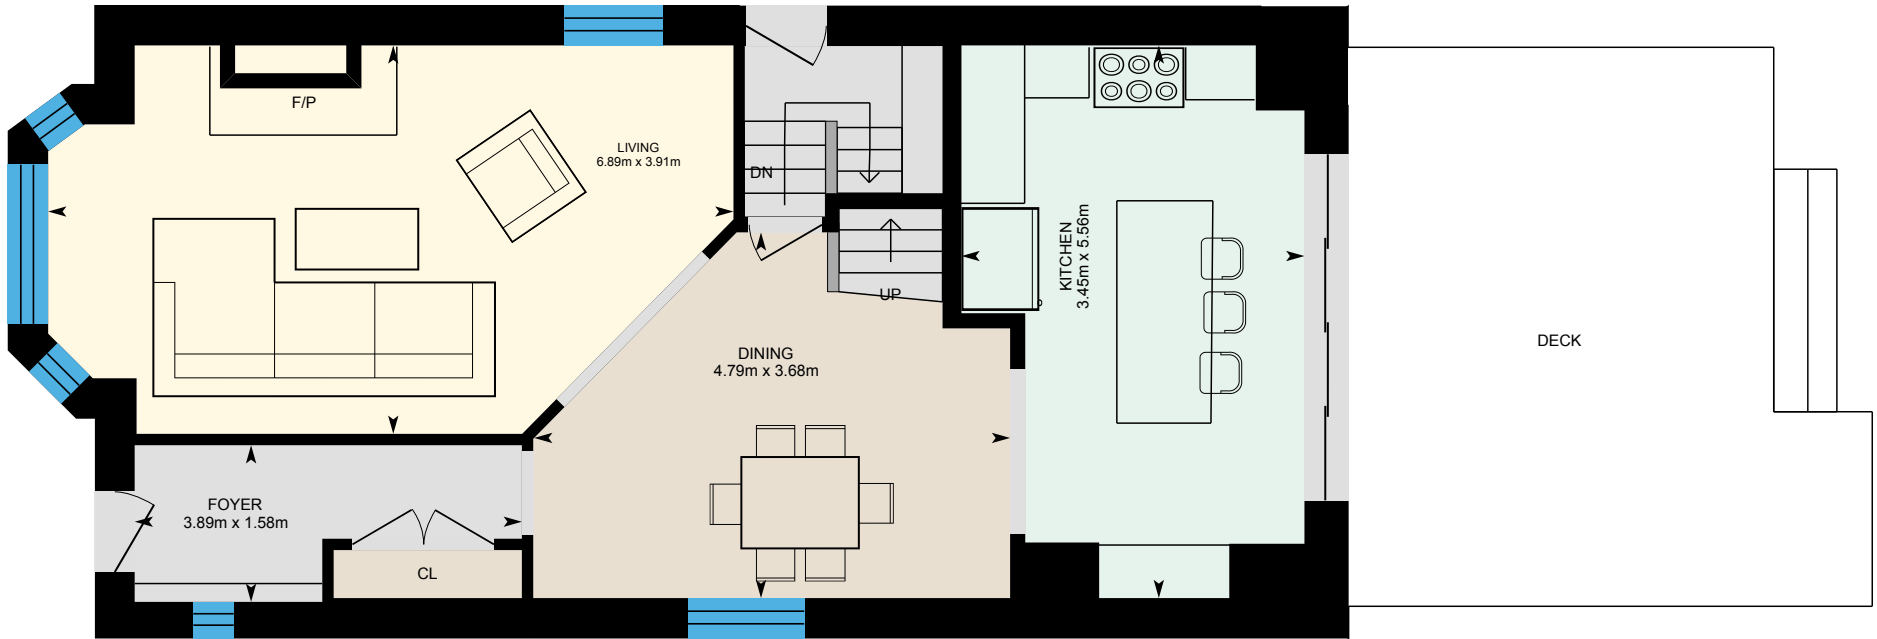 F/P
LIVING
6.89m x 3.91m
DN
UP
KITCHEN
3.45m x 5.56m
DINING
4.79m x 3.68m
DECK
FOYER
3.89m x 1.58m
CL